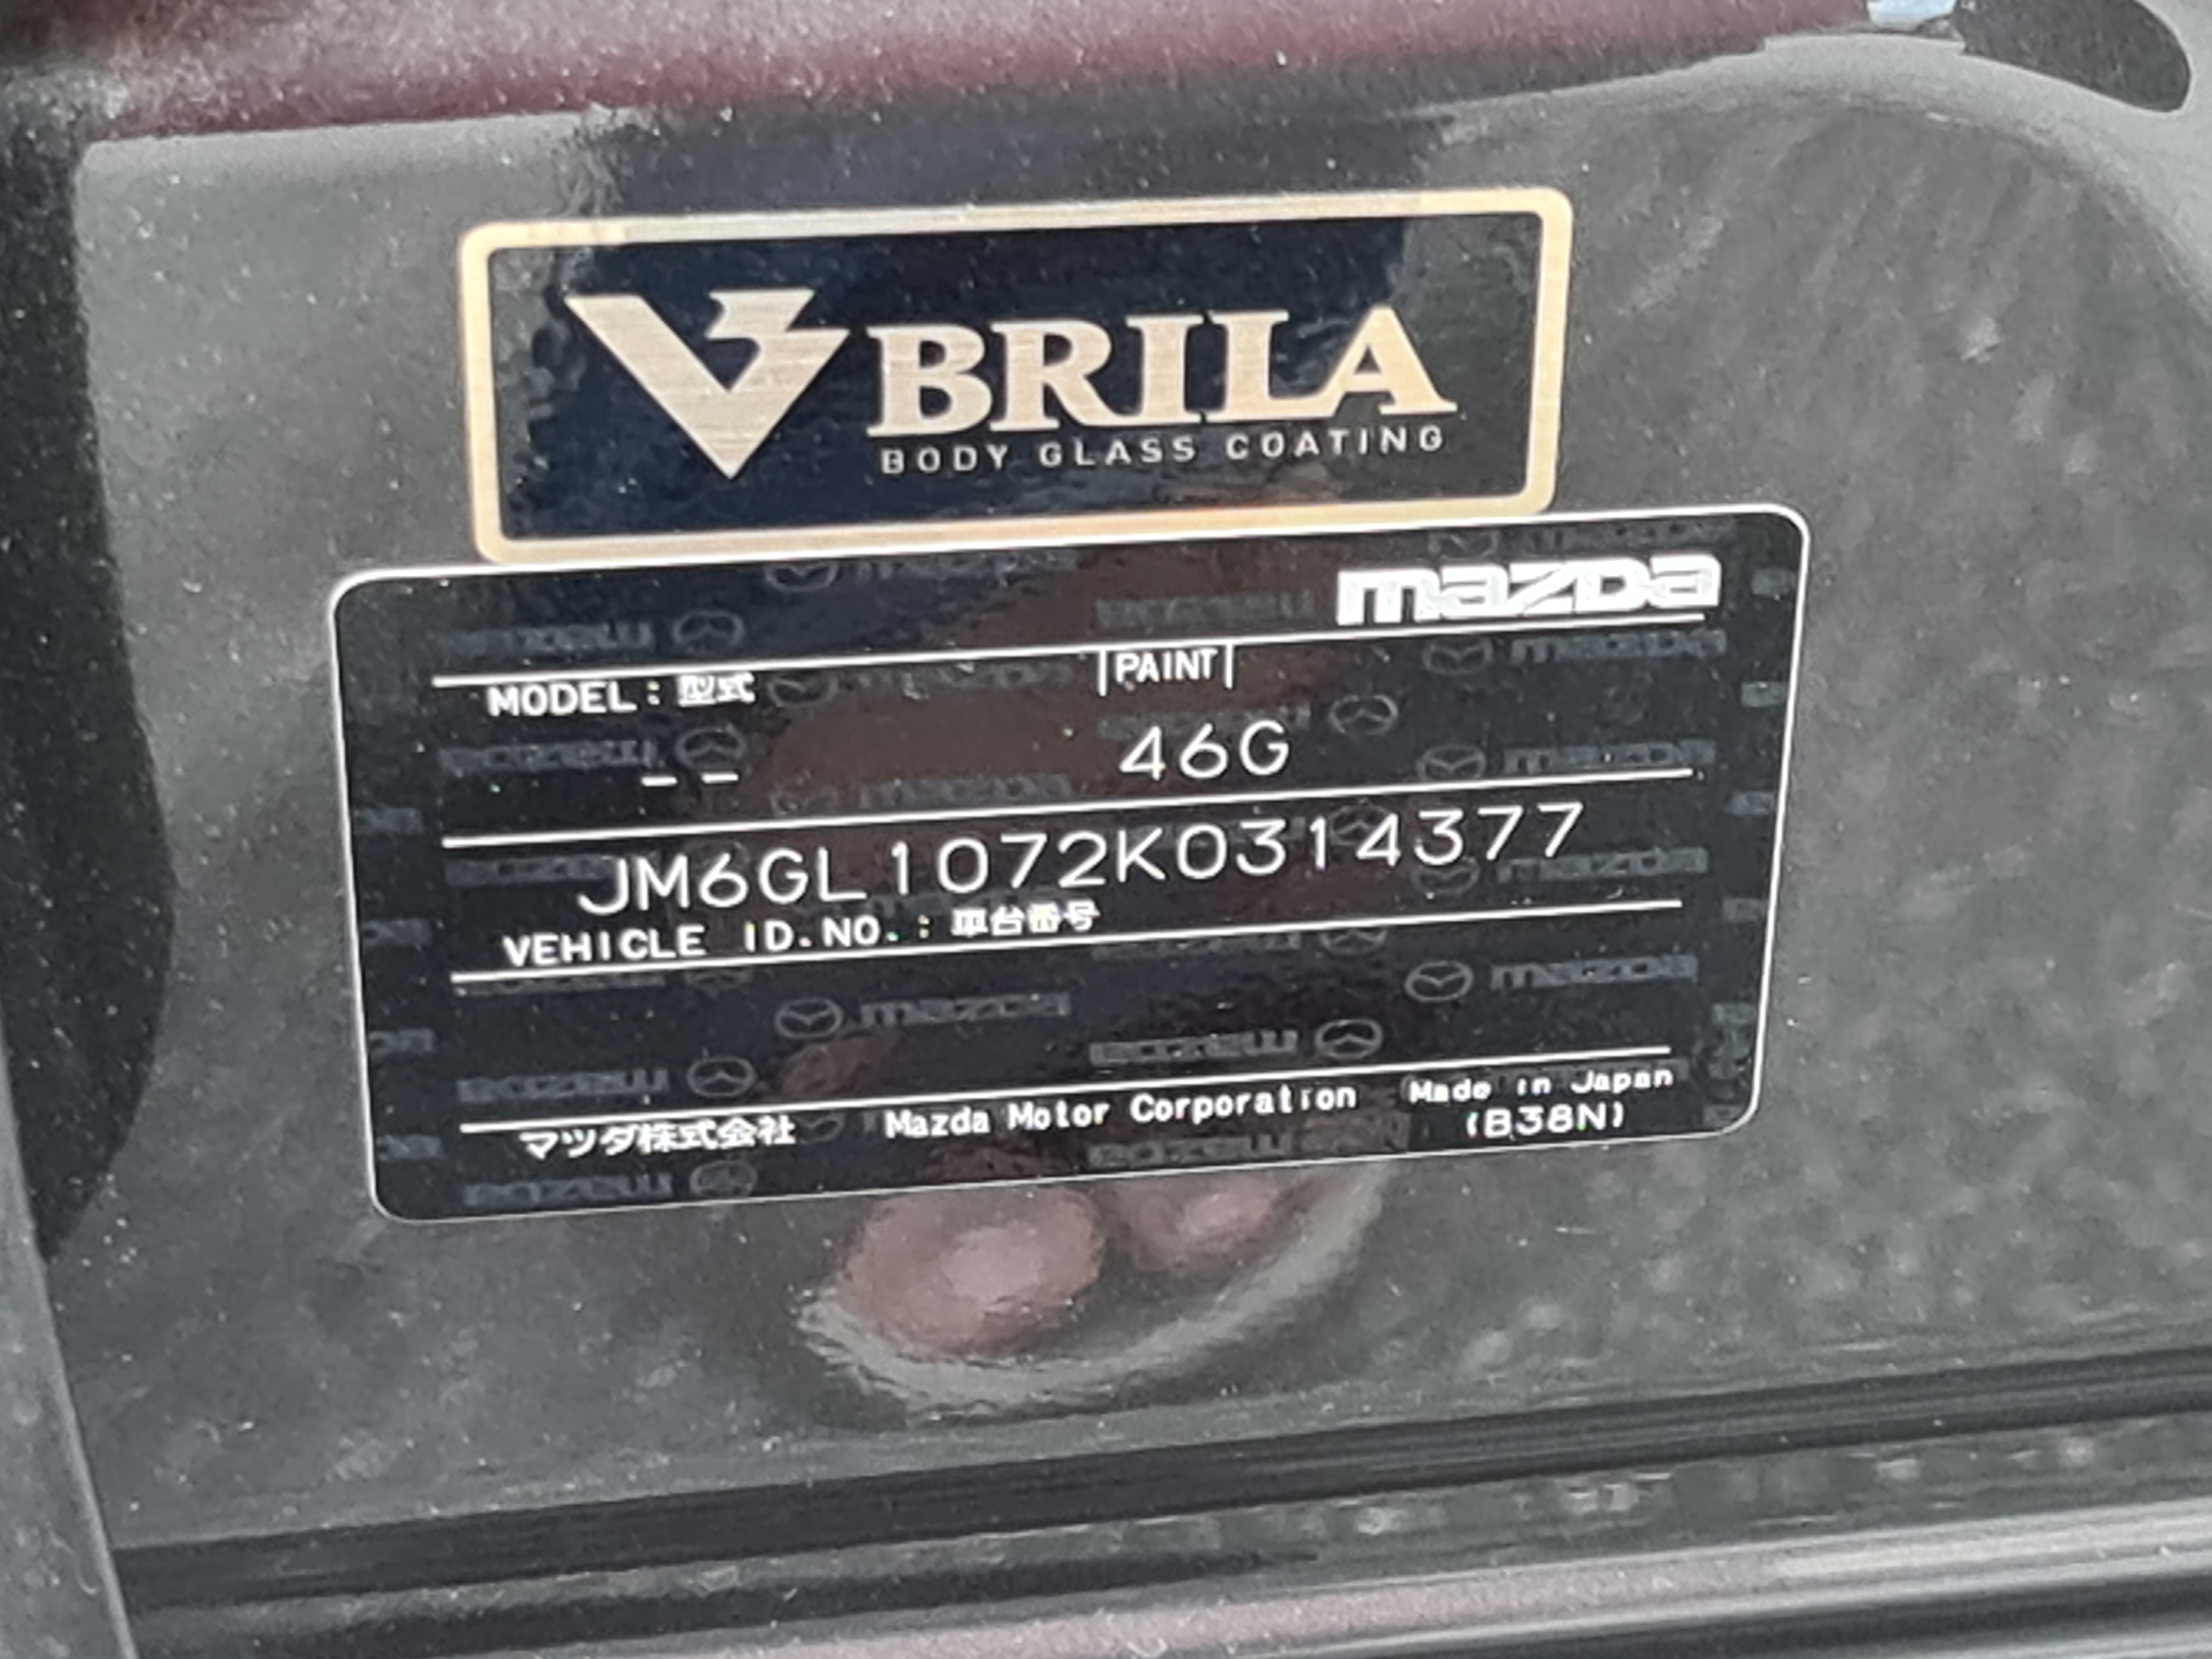 BRILA
BODY GLASS COATING
mazda
MODEL : 型式
PAINT
-- 46G
JM6GL1072K0314377
VEHICLE ID.NO. : 車台番号
マツダ株式会社 Mazda Motor Corporation Made in Japan
(B38N)